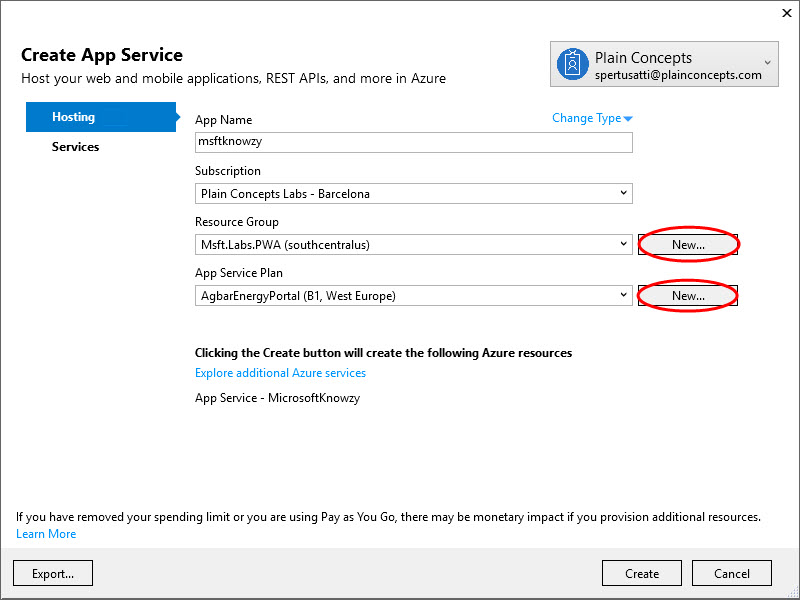 Create App Service
Host your web and mobile applications, REST APIs, and more in Azure
Plain Concepts
spertusatti@plainconcepts.com
Hosting
Services
App Name
Change Type
msftknowzy
Subscription
Plain Concepts Labs - Barcelona
Resource Group
Msft.Labs.PWA (southcentralus)
New...
App Service Plan
AgbarEnergyPortal (B1, West Europe)
New...
Clicking the Create button will create the following Azure resources
Explore additional Azure services
App Service - MicrosoftKnowzy
If you have removed your spending limit or you are using Pay as You Go, there may be monetary impact if you provision additional resources.
Learn More
Export...
Create
Cancel